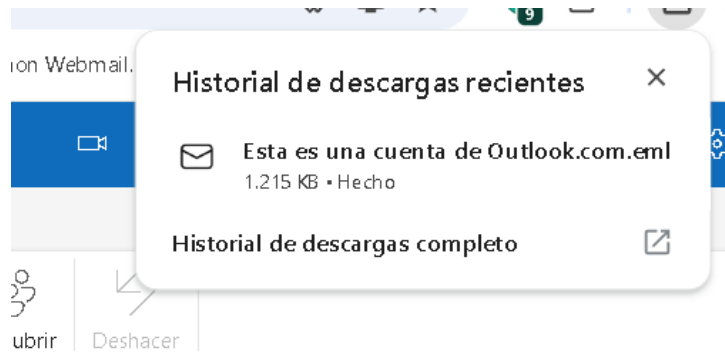 9
Webmail.
Historial de descargas recientes
Esta es una cuenta de Outlook.com.eml
1.215 KB • Hecho
Historial de descargas completo
ubrir
Deshacer